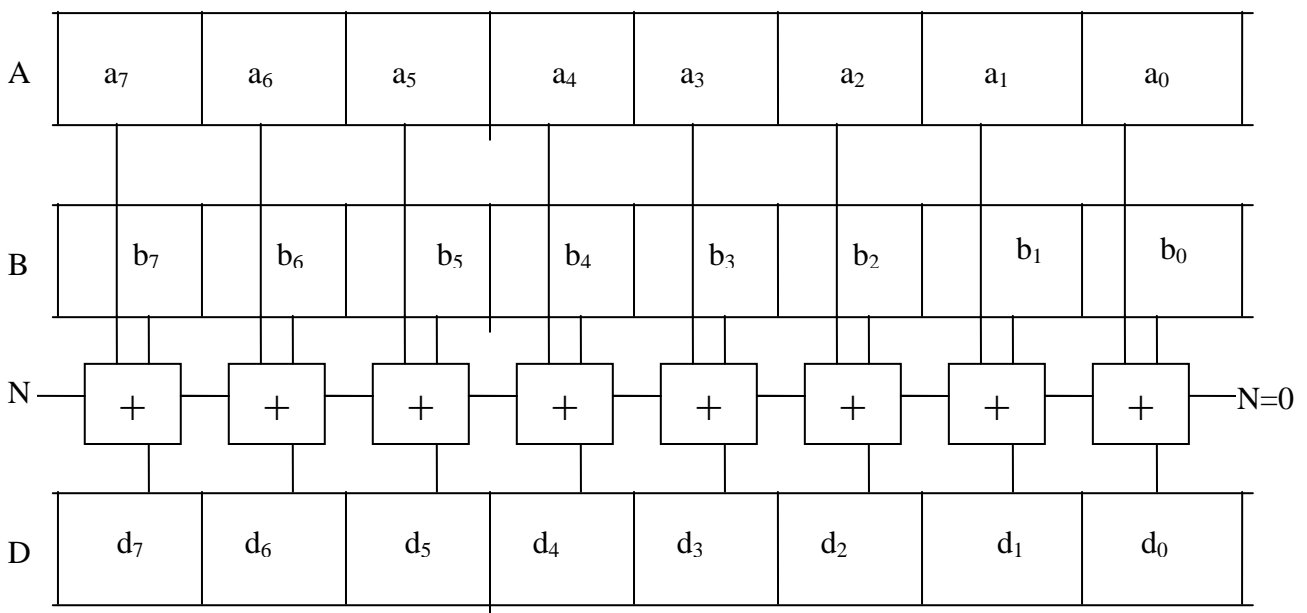 A a₇ a₆ a₅ a₄ a₃ a₂ a₁ a₀
B b₇ b₆ b₅ b₄ b₃ b₂ b₁ b₀
N + + + + + + + + N=0
D d₇ d₆ d₅ d₄ d₃ d₂ d₁ d₀